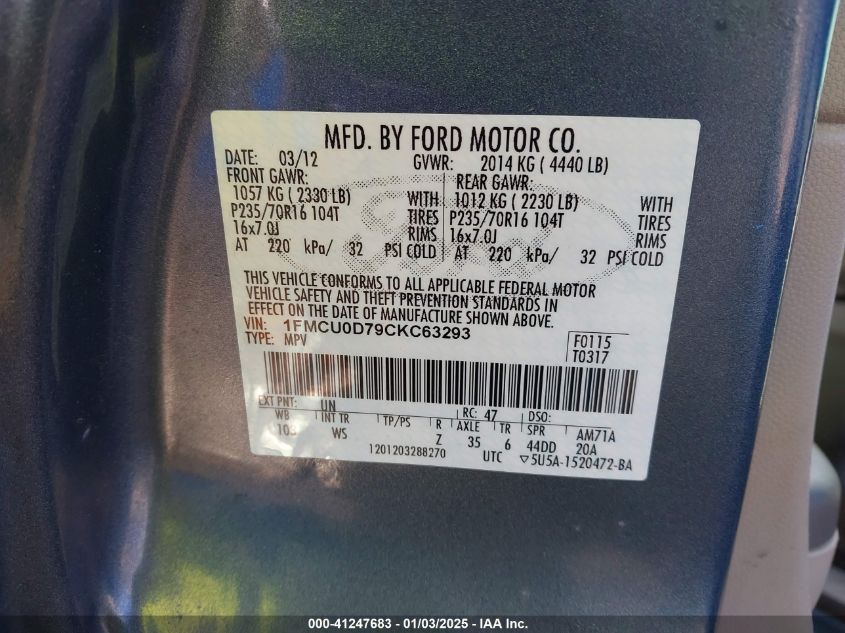 MFD. BY FORD MOTOR CO.
DATE: 03/12 GVWR: 2014 KG ( 4440 LB)
FRONT GAWR: REAR GAWR:
1057 KG ( 2330 LB) WITH 1012 KG ( 2230 LB) WITH
P235/70R16 104T TIRES P235/70R16 104T TIRES
16x7.0J RIMS 16x7.0J RIMS
AT 220 kPa/ 32 PSI COLD AT 220 kPa/ 32 PSI COLD
THIS VEHICLE CONFORMS TO ALL APPLICABLE FEDERAL MOTOR
VEHICLE SAFETY AND THEFT PREVENTION STANDARDS IN
EFFECT ON THE DATE OF MANUFACTURE SHOWN ABOVE.
VIN: 1FMCU0D79CKC63293
TYPE: MPV
F0115
T0317
EXT PNT: UN RC: 47 DSO:
WB INT TR TP/PS R AXLE TR SPR AM71A
103 WS Z 35 6 44DD 20A
1201203288270 UTC ▽5U5A-1520472-BA
000-41247683 - 01/03/2025 - IAA Inc.